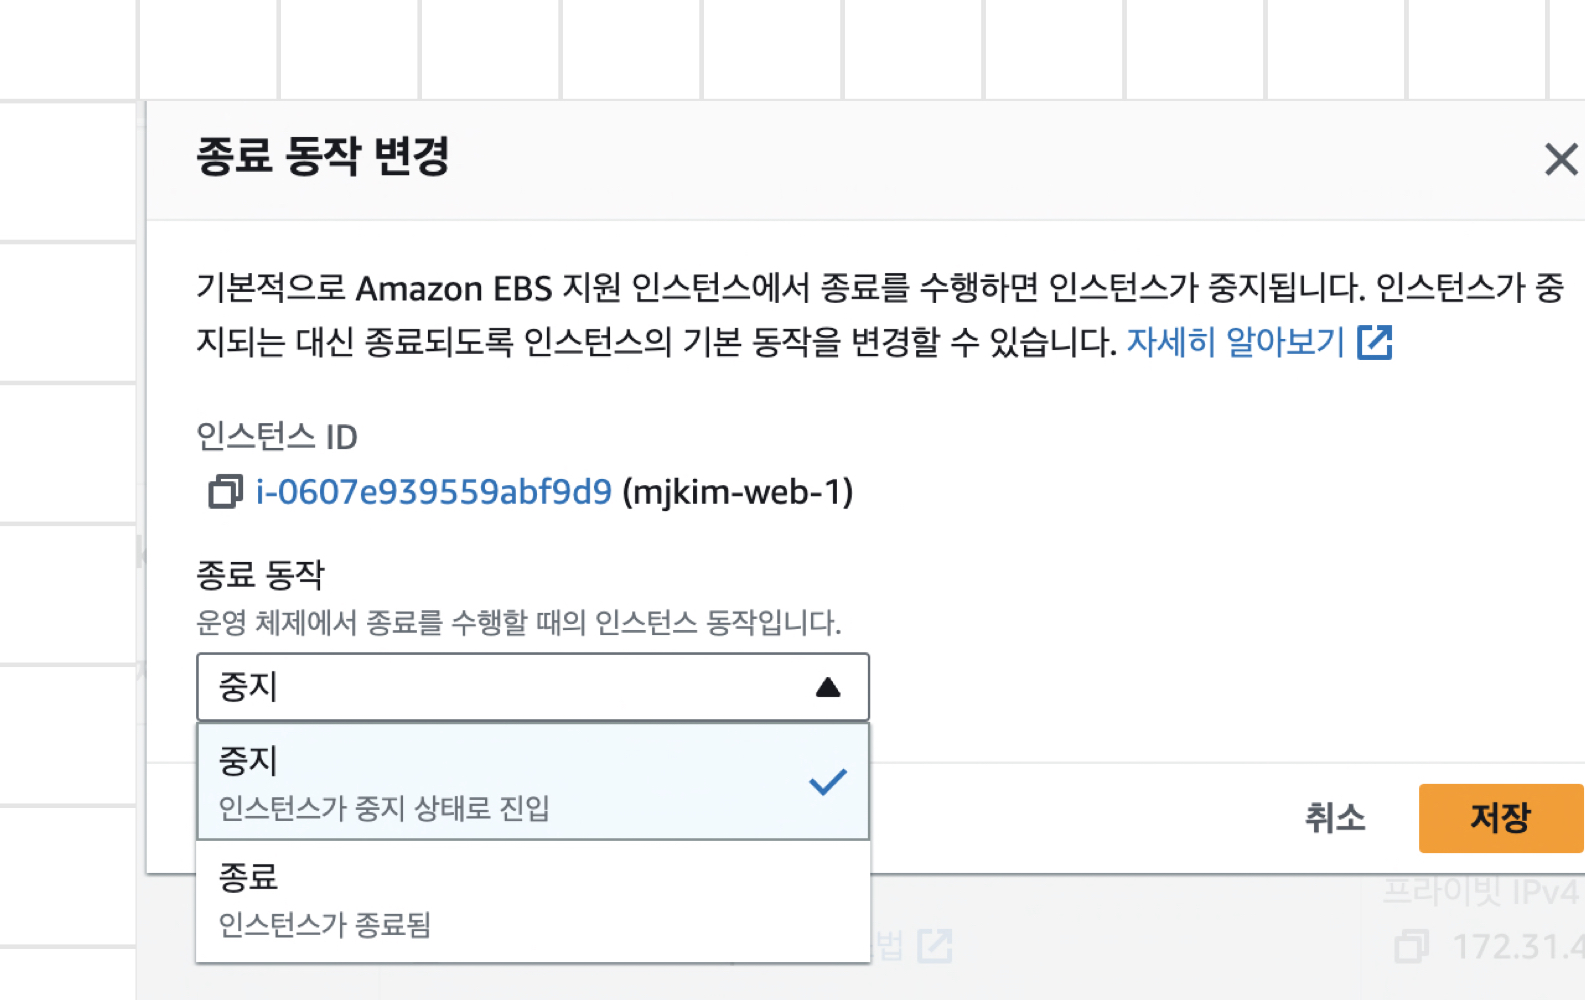 종료 동작 변경
기본적으로 Amazon EBS 지원 인스턴스에서 종료를 수행하면 인스턴스가 중지됩니다. 인스턴스가 중
지되는 대신 종료되도록 인스턴스의 기본 동작을 변경할 수 있습니다. 자세히 알아보기
인스턴스 ID
i-0607e939559abf9d9 (mjkim-web-1)
종료 동작
운영 체제에서 종료를 수행할 때의 인스턴스 동작입니다.
중지
중지
인스턴스가 중지 상태로 진입
취소 저장
종료
인스턴스가 종료됨
프라이빗 IPv4
법
172.31.4